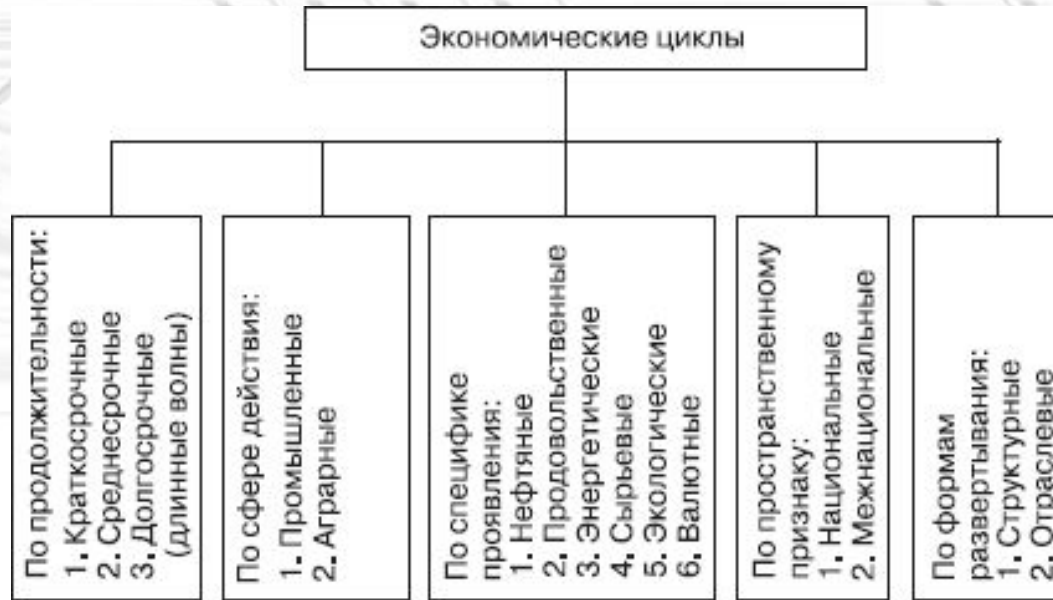 Экономические циклы
По продолжительности:
1. Краткосрочные
2. Среднесрочные
3. Долгосрочные
(длинные волны)
По сфере действия:
1. Промышленные
2. Аграрные
По специфике
проявления:
1. Нефтяные
2. Продовольственные
3. Энергетические
4. Сырьевые
5. Экологические
6. Валютные
По пространственному
признаку:
1. Национальные
2. Межнациональные
По формам
развертывания:
1. Структурные
2. Отраслевые